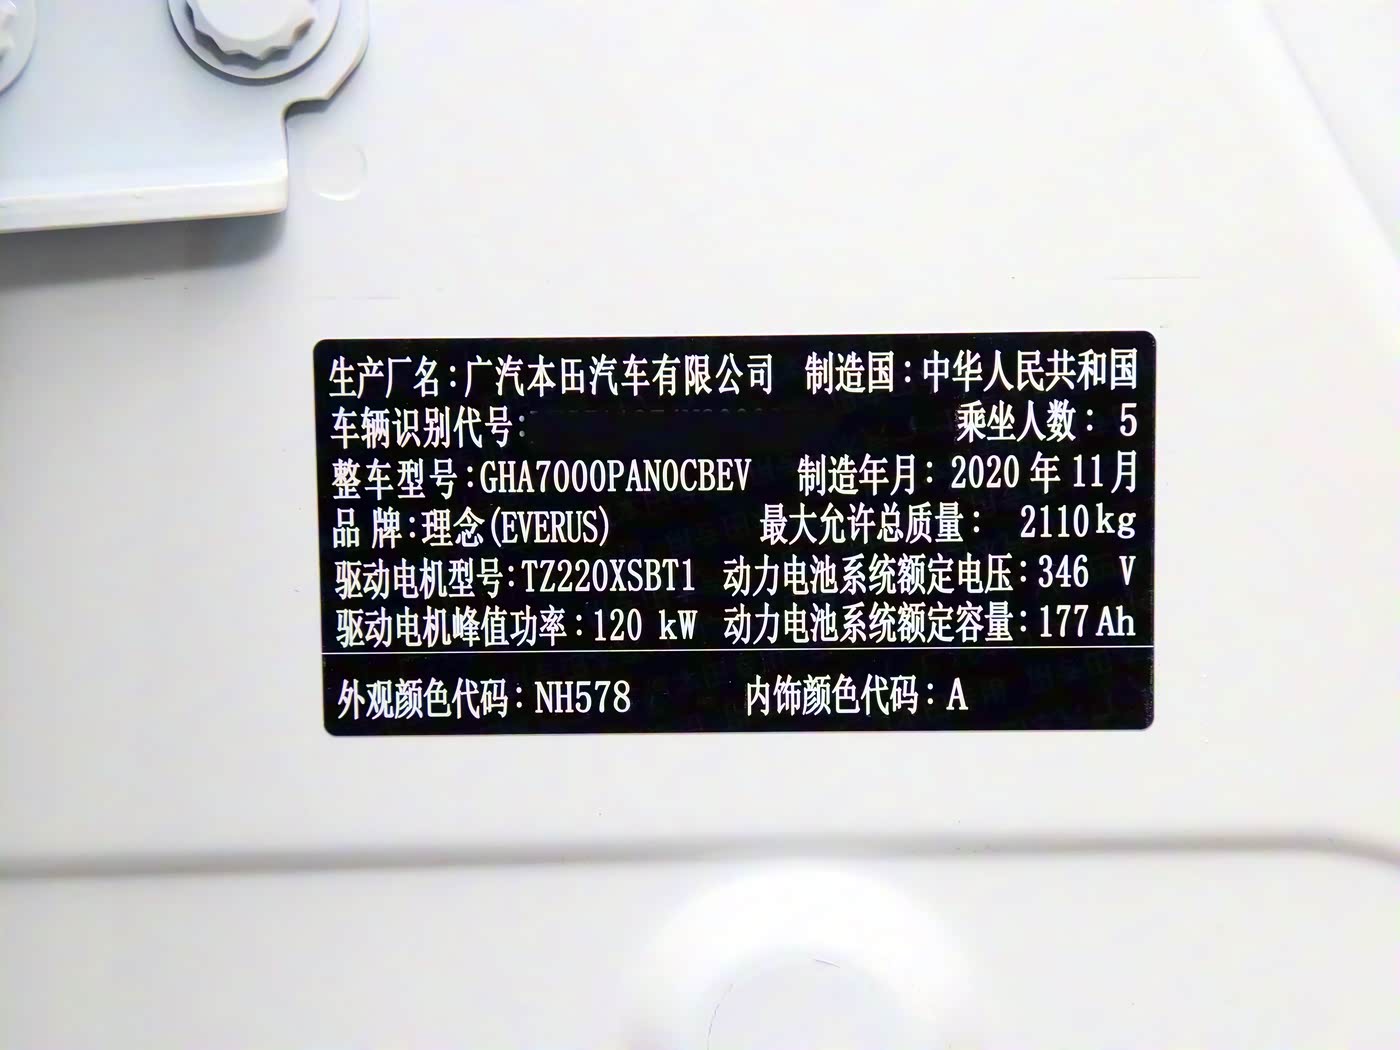 生产厂名:广汽本田汽车有限公司 制造国:中华人民共和国
车辆识别代号: 乘坐人数: 5
整车型号:GHA7000PAN0CBEV 制造年月: 2020 年 11月
品 牌:理念(EVERUS) 最大允许总质量: 2110kg
驱动电机型号:TZ220XSBT1 动力电池系统额定电压:346 V
驱动电机峰值功率:120 kW 动力电池系统额定容量:177Ah
外观颜色代码:NH578 内饰颜色代码:A